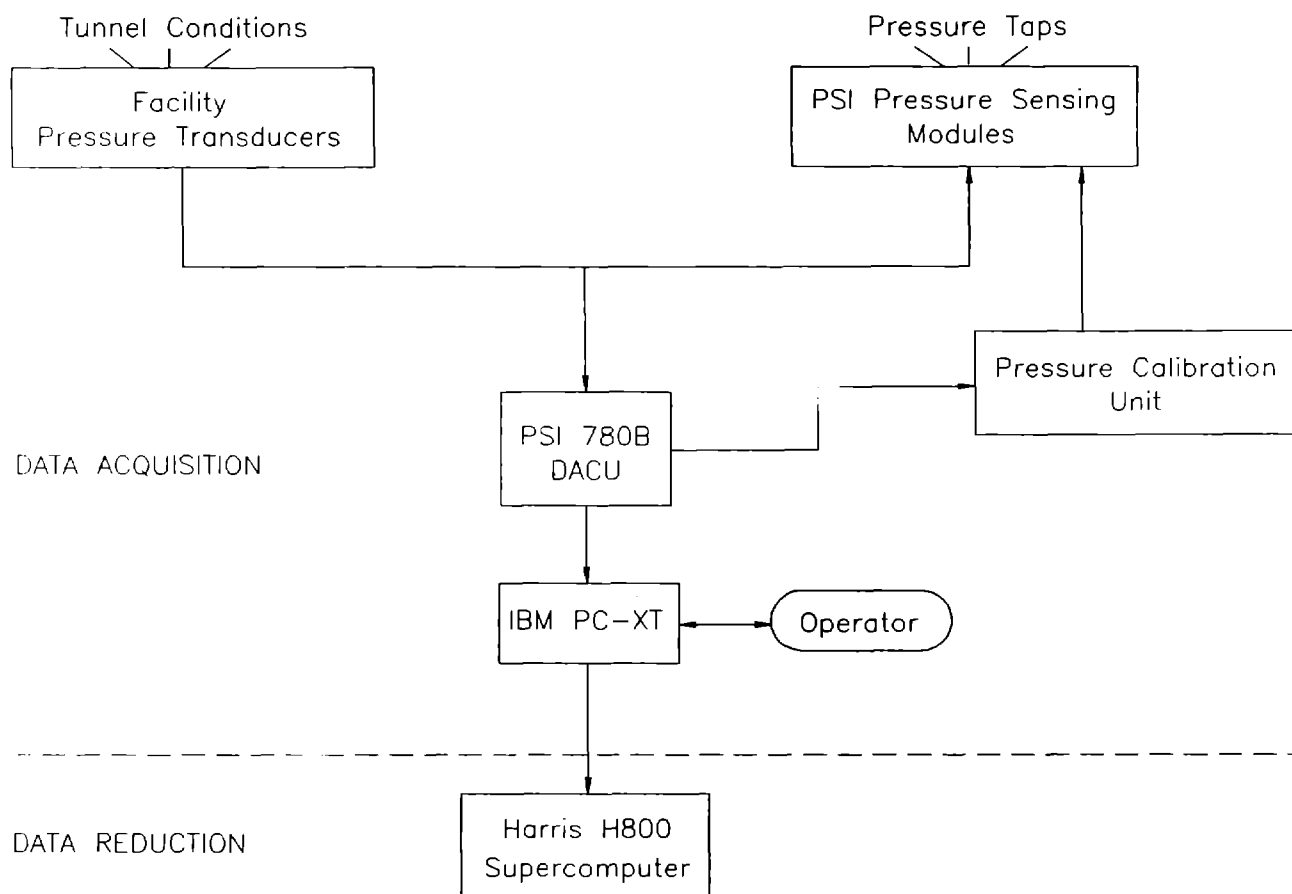 Tunnel Conditions
Pressure Taps
Facility
Pressure Transducers
PSI Pressure Sensing
Modules
Pressure Calibration
Unit
PSI 780B
DACU
DATA ACQUISITION
IBM PC-XT
Operator
Harris H800
Supercomputer
DATA REDUCTION